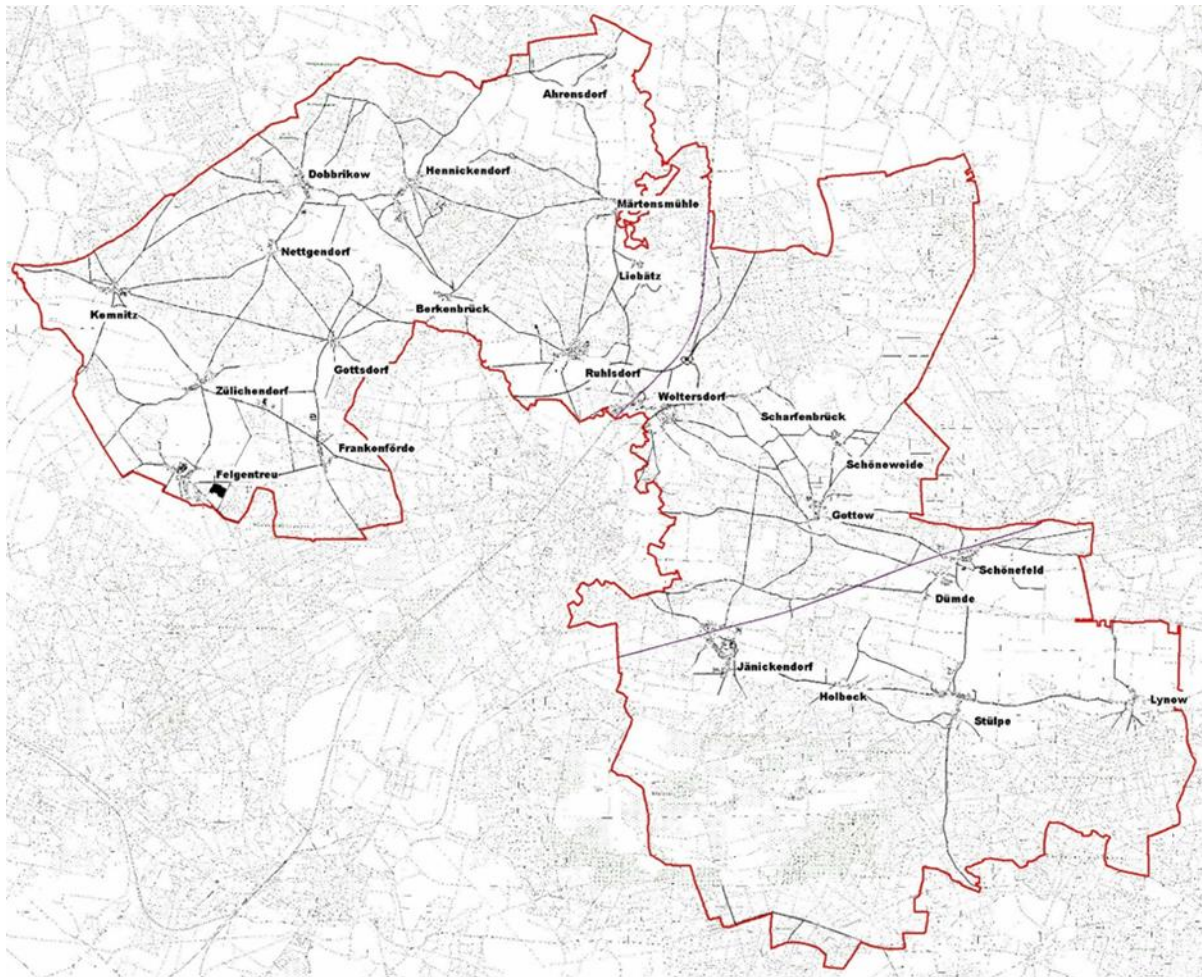 Ahrensdorf
Dobbrikow
Hennickendorf
Märtensmühle
Nettgendorf
Liebätz
Berkenbrück
Kemnitz
Gottsdorf
Ruhlsdorf
Zülichendorf
Woltersdorf
Scharfenbrück
Frankenförde
Schöneweide
Felgentreu
Gottow
Schönefeld
Dümde
Jänickendorf
Holbeck
Lynow
Stülpe